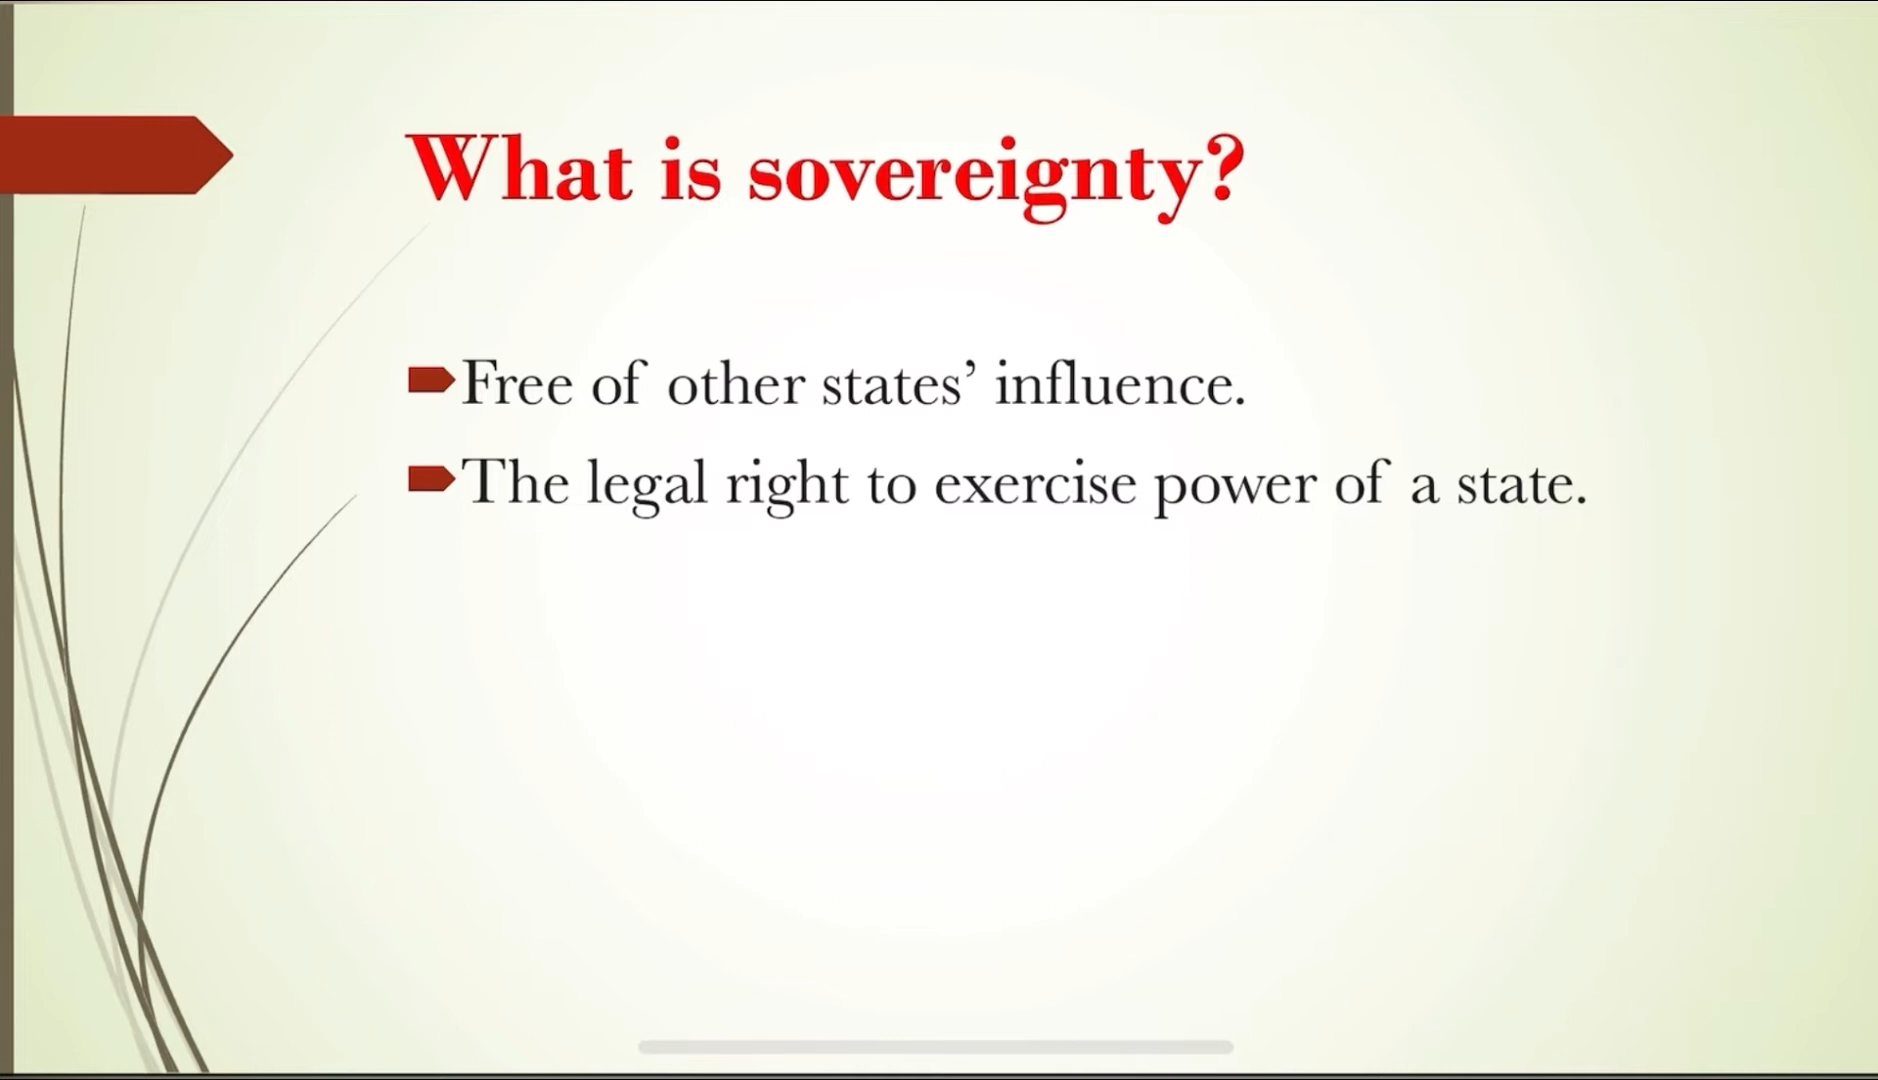 What is sovereignty?
Free of other states’ influence.
The legal right to exercise power of a state.